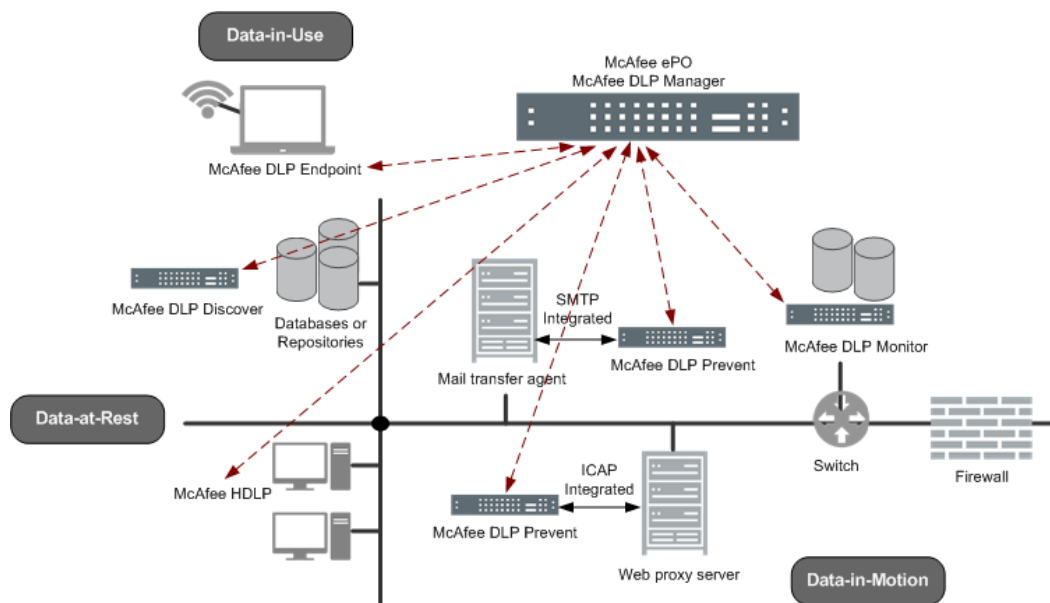 Data-in-Use
McAfee ePO
McAfee DLP Manager
McAfee DLP Endpoint
McAfee DLP Discover
Databases or
Repositories
SMTP
Integrated
Mail transfer agent
McAfee DLP Prevent
McAfee DLP Monitor
Data-at-Rest
Switch
Firewall
McAfee HDLP
ICAP
Integrated
McAfee DLP Prevent
Web proxy server
Data-in-Motion